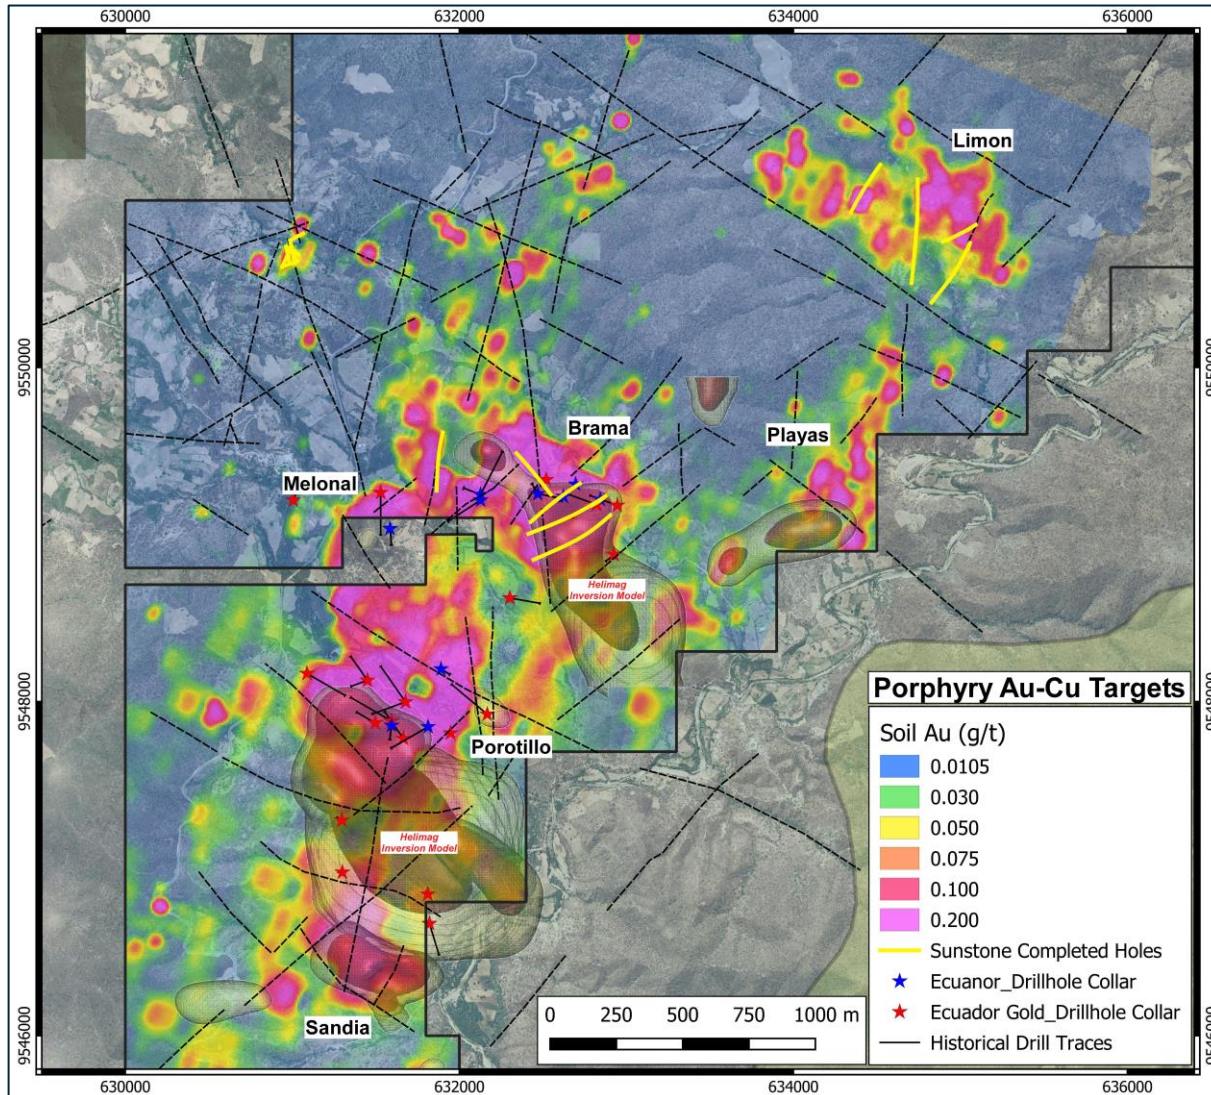 630000
632000
634000
636000
Limon
9550000
9550000
Brama
Playas
Melonal
Helimag
Inversion Model
9548000
9548000
Porotillo
Helimag
Inversion Model
Sandia
9546000
9546000
Porphyry Au-Cu Targets
Soil Au (g/t)
0.0105
0.030
0.050
0.075
0.100
0.200
Sunstone Completed Holes
Ecuanor_Drillhole Collar
Ecuador Gold_Drillhole Collar
Historical Drill Traces
0 250 500 750 1000 m
630000
632000
634000
636000